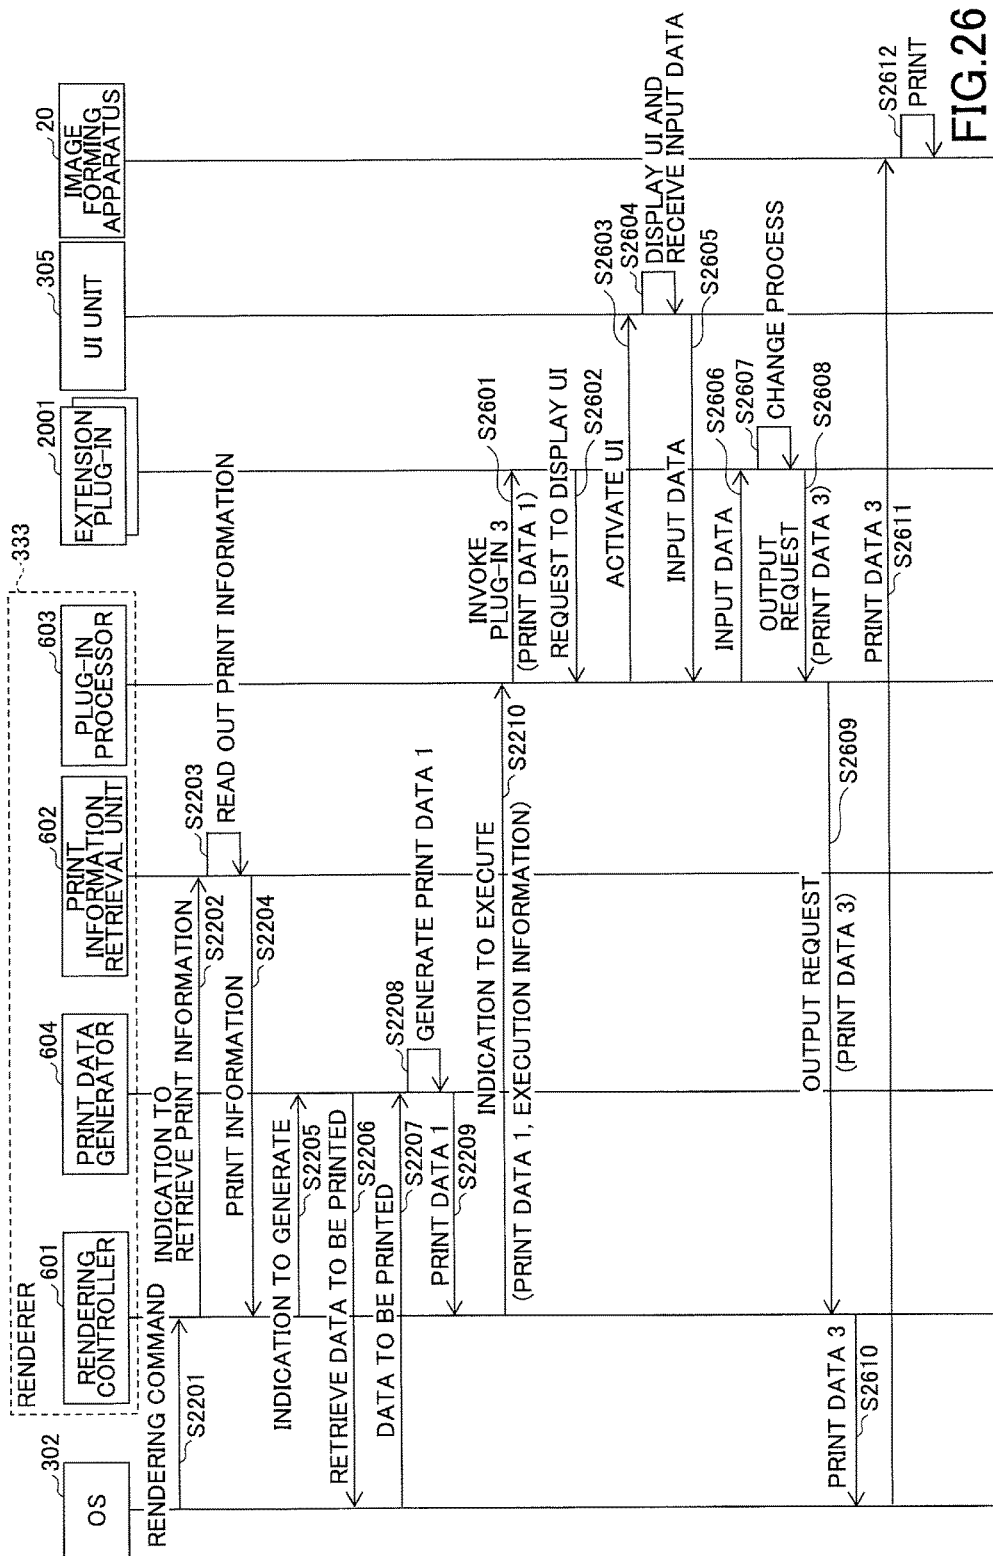 RENDERER
333
302
OS
601
RENDERING
CONTROLLER
604
PRINT DATA
GENERATOR
602
PRINT
INFORMATION
RETRIEVAL UNIT
603
PLUG-IN
PROCESSOR
2001
EXTENSION
PLUG-IN
305
UI UNIT
20
IMAGE
FORMING
APPARATUS
RENDERING COMMAND
S2201
INDICATION TO
RETRIEVE PRINT INFORMATION
S2202
S2203
READ OUT PRINT INFORMATION
PRINT INFORMATION
S2204
INDICATION TO GENERATE
S2205
RETRIEVE DATA TO BE PRINTED
S2206
DATA TO BE PRINTED
S2207
S2208
GENERATE PRINT DATA 1
PRINT DATA 1
S2209
INDICATION TO EXECUTE
S2210
(PRINT DATA 1, EXECUTION INFORMATION)
INVOKE
PLUG-IN 3
S2601
(PRINT DATA 1)
REQUEST TO DISPLAY UI
S2602
ACTIVATE UI
S2603
S2604
DISPLAY UI AND
RECEIVE INPUT DATA
INPUT DATA
S2605
INPUT DATA
S2606
S2607
CHANGE PROCESS
OUTPUT
REQUEST
S2608
(PRINT DATA 3)
OUTPUT REQUEST
S2609
(PRINT DATA 3)
PRINT DATA 3
S2610
PRINT DATA 3
S2611
S2612
PRINT
FIG.26